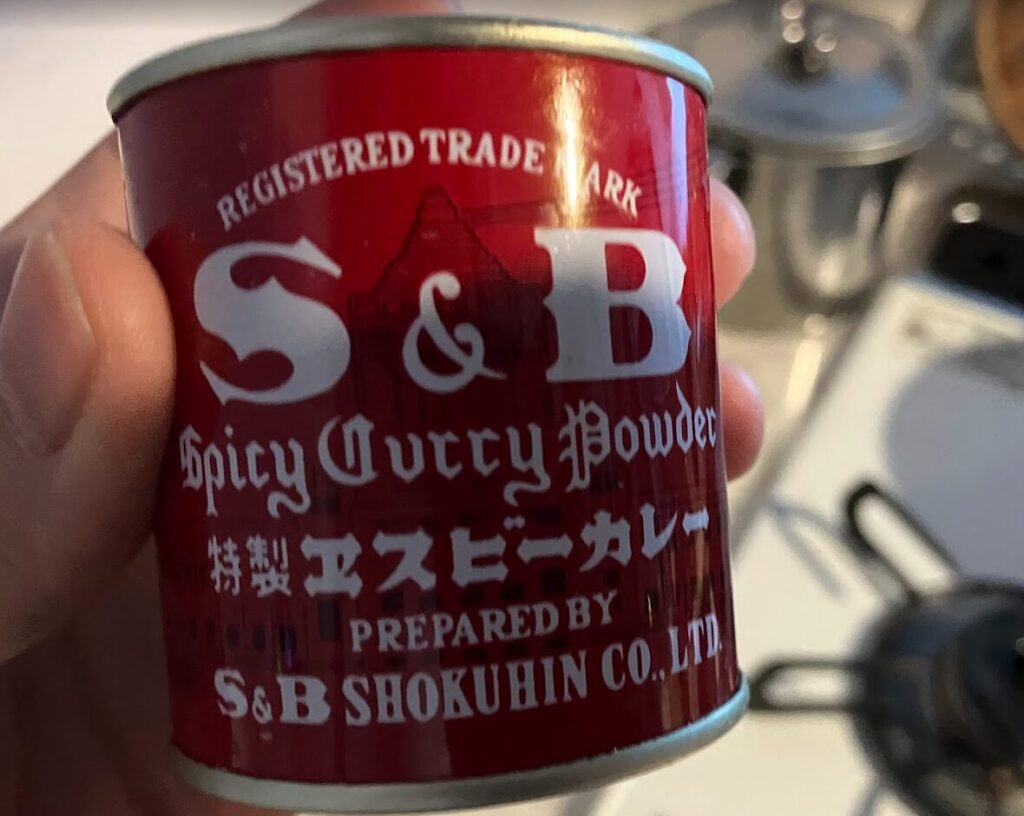 REGISTERED TRADE MARK
S & B
Spicy Curry Powder
特製 ヱスビーカレー
PREPARED BY
S&B SHOKUHIN CO., LTD.